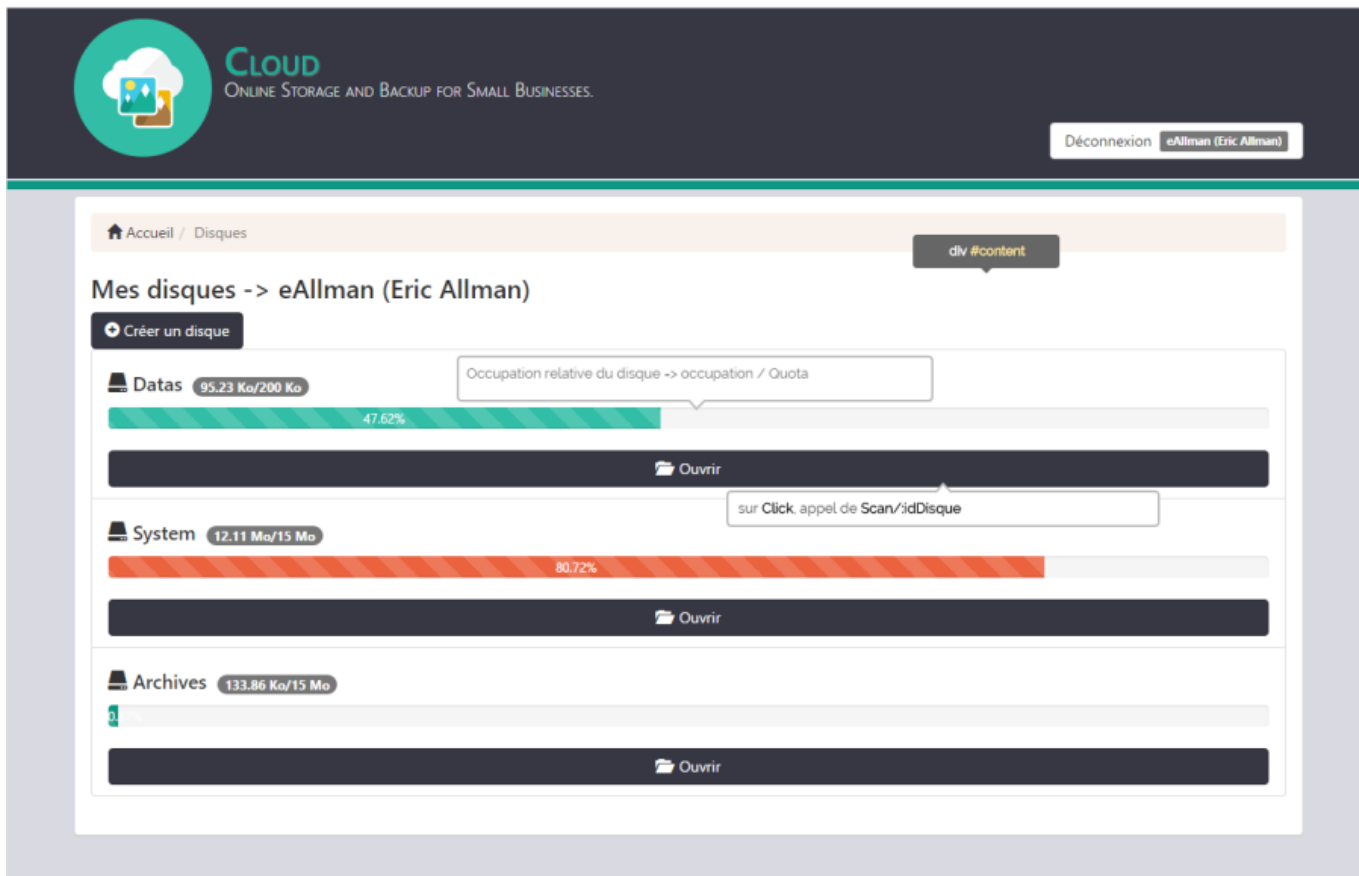 CLOUD
ONLINE STORAGE AND BACKUP FOR SMALL BUSINESSES.
Déconnexion eAllman (Eric Allman)
Accueil / Disques
div #content
Mes disques -> eAllman (Eric Allman)
Créer un disque
Datas 95.23 Ko/200 Ko
Occupation relative du disque -> occupation / Quota
47.62%
Ouvrir
sur Click, appel de Scan/:idDisque
System 12.11 Mo/15 Mo
80.72%
Ouvrir
Archives 133.86 Ko/15 Mo
Ouvrir